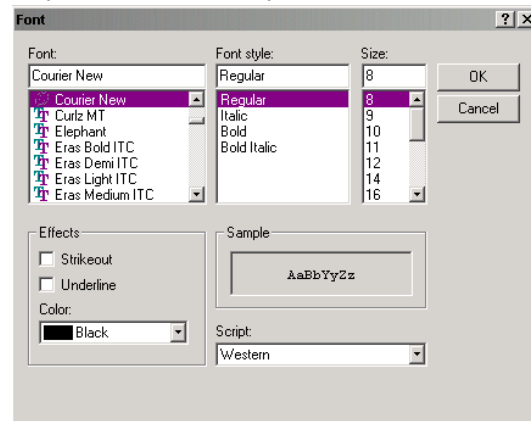 Font
Font:
Courier New
Courier New
Curlz MT
Elephant
Eras Bold ITC
Eras Demi ITC
Eras Light ITC
Eras Medium ITC
Font style:
Regular
Regular
Italic
Bold
Bold Italic
Size:
8
8
9
10
11
12
14
16
OK
Cancel
Effects
Strikeout
Underline
Color:
Black
Sample
AaBbYyZz
Script:
Western